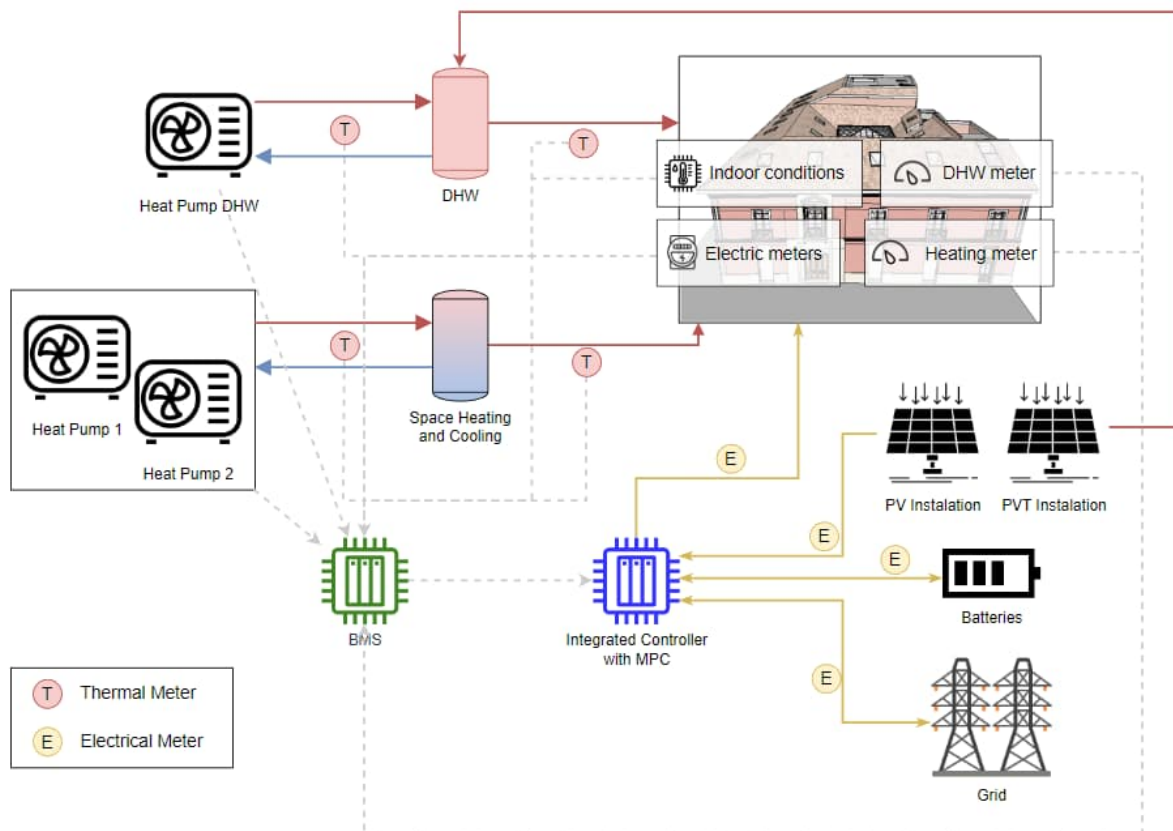 T
T
Heat Pump DHW
DHW
Indoor conditions
DHW meter
Electric meters
Heating meter
T
T
Heat Pump 1
Heat Pump 2
Space Heating
and Cooling
E
PV Instalation
PVT Instalation
E
E
BMS
Integrated Controller
with MPC
Batteries
E
T Thermal Meter
E Electrical Meter
Grid